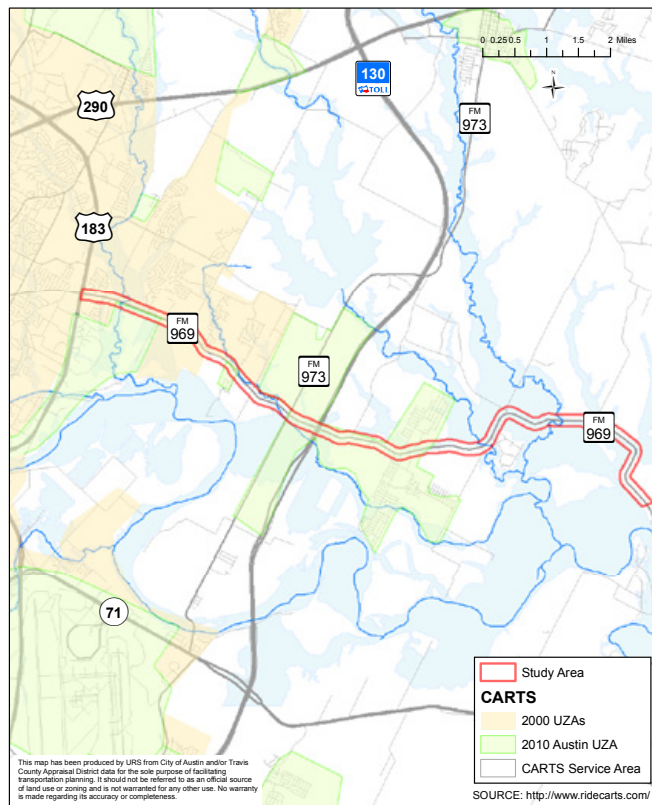 0 0.25 0.5 1 1.5 2 Miles
N
130
TOLL
290
FM
973
183
FM
969
FM
973
FM
969
71
Study Area
CARTS
2000 UZAs
2010 Austin UZA
CARTS Service Area
This map has been produced by URS from City of Austin and/or Travis
County Appraisal District data for the sole purpose of facilitating
transportation planning. It should not be referred to as an official source
of land use or zoning and is not warranted for any other use. No warranty
is made regarding its accuracy or completeness.
SOURCE: http://www.ridecarts.com/